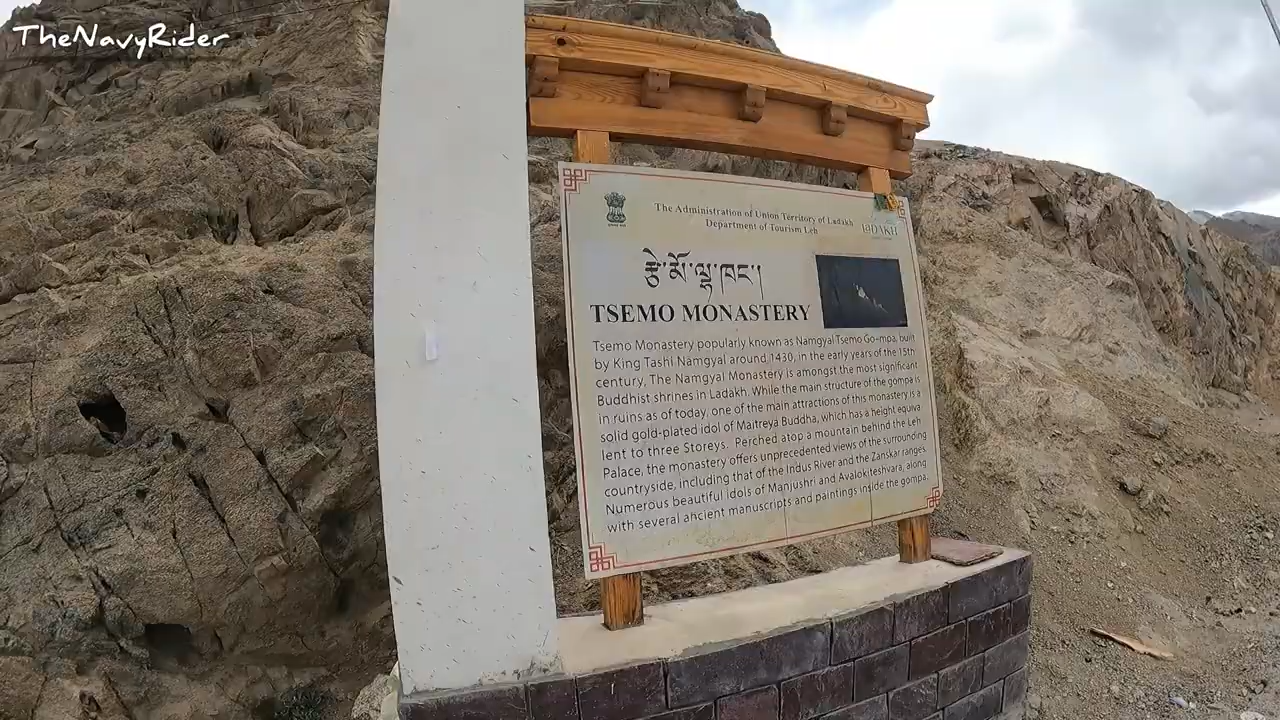 TheNavyRider
The Administration of Union Territory of Ladakh
Department of Tourism Leh
LADAKH
རྩེ་མོ་ལྷ་ཁང་།
TSEMO MONASTERY
Tsemo Monastery popularly known as Namgyal Tsemo Go-mpa, built
by King Tashi Namgyal around 1430, in the early years of the 15th
century, The Namgyal Monastery is amongst the most significant
Buddhist shrines in Ladakh. While the main structure of the gompa is
in ruins as of today, one of the main attractions of this monastery is a
solid gold-plated idol of Maitreya Buddha, which has a height equiva
lent to three Storeys. Perched atop a mountain behind the Leh
Palace, the monastery offers unprecedented views of the surrounding
countryside, including that of the Indus River and the Zanskar ranges.
Numerous beautiful idols of Manjushri and Avalokiteshvara, along
with several ancient manuscripts and paintings inside the gompa.